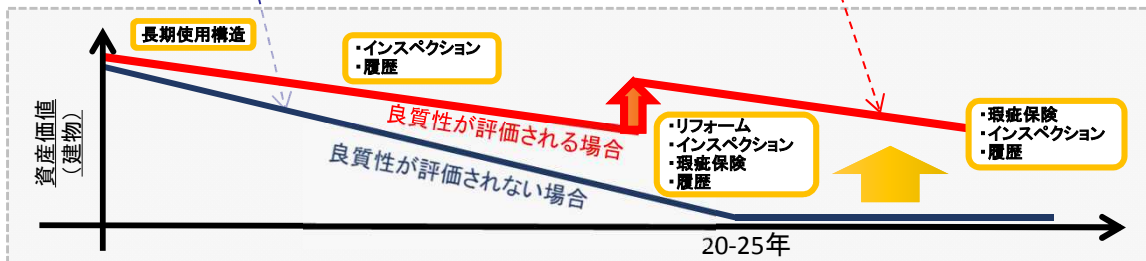 長期使用構造
・インスペクション
・履歴
資産価値
（建物）
良質性が評価される場合
良質性が評価されない場合
・リフォーム
・インスペクション
・瑕疵保険
・履歴
・瑕疵保険
・インスペクション
・履歴
20-25年